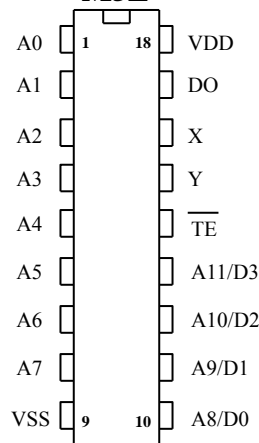 A0 1 18 VDD
A1 DO
A2 X
A3 Y
A4 TE
A5 A11/D3
A6 A10/D2
A7 A9/D1
VSS 9 10 A8/D0